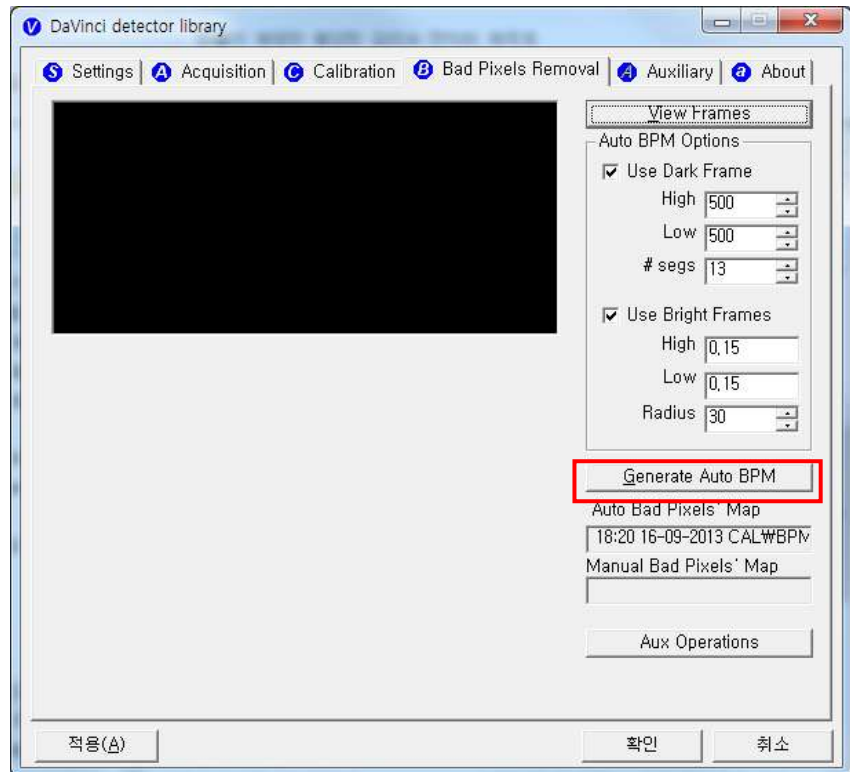 DaVinci detector library
Settings Acquisition Calibration Bad Pixels Removal Auxiliary About
View Frames
Auto BPM Options
Use Dark Frame
High 500
Low 500
# segs 13
Use Bright Frames
High 0,15
Low 0,15
Radius 30
Generate Auto BPM
Auto Bad Pixels' Map
18:20 16-09-2013 CAL₩BPM
Manual Bad Pixels' Map
Aux Operations
적용(A) 확인 취소